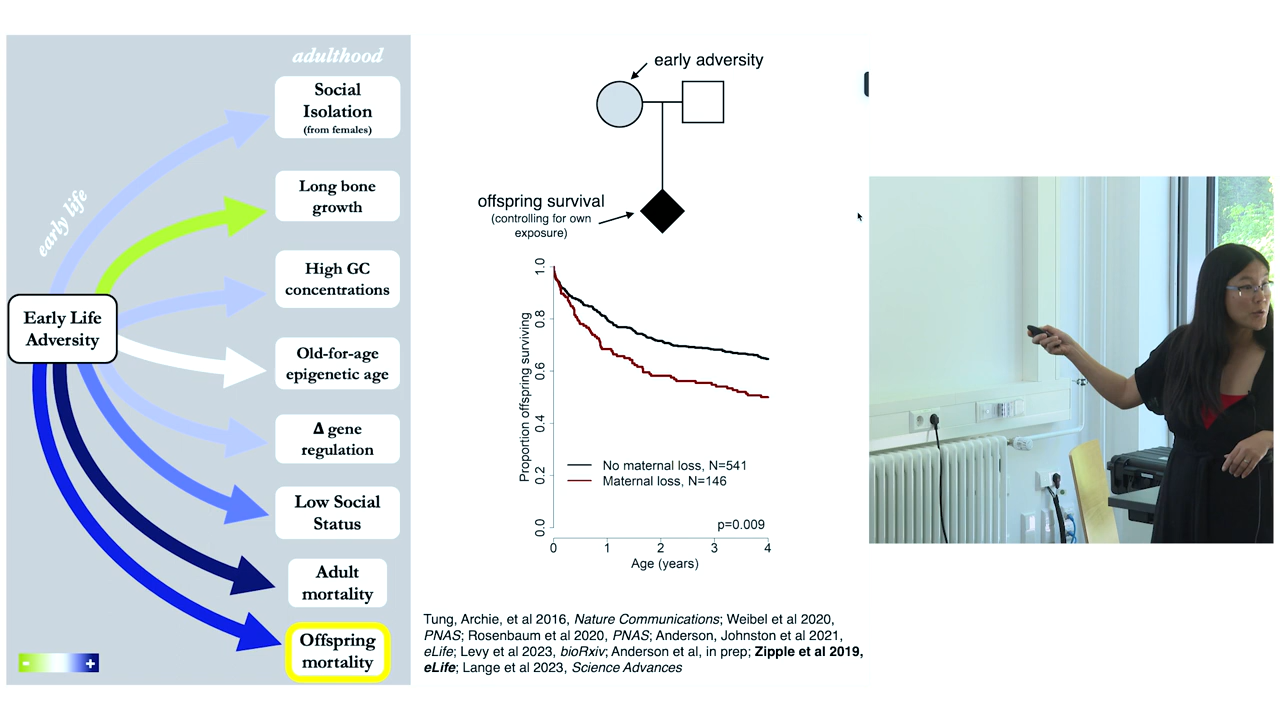 adulthood
early life
Early Life
Adversity
Social
Isolation
(from females)
Long bone
growth
High GC
concentrations
Old-for-age
epigenetic age
Δ gene
regulation
Low Social
Status
Adult
mortality
Offspring
mortality
-
+
early adversity
offspring survival
(controlling for own
exposure)
Proportion offspring surviving
1.0
0.8
0.6
0.4
0.2
0.0
No maternal loss, N=541
Maternal loss, N=146
p=0.009
0 1 2 3 4
Age (years)
Tung, Archie, et al 2016, Nature Communications; Weibel et al 2020,
PNAS; Rosenbaum et al 2020, PNAS; Anderson, Johnston et al 2021,
eLife; Levy et al 2023, bioRxiv; Anderson et al, in prep; Zipple et al 2019,
eLife; Lange et al 2023, Science Advances